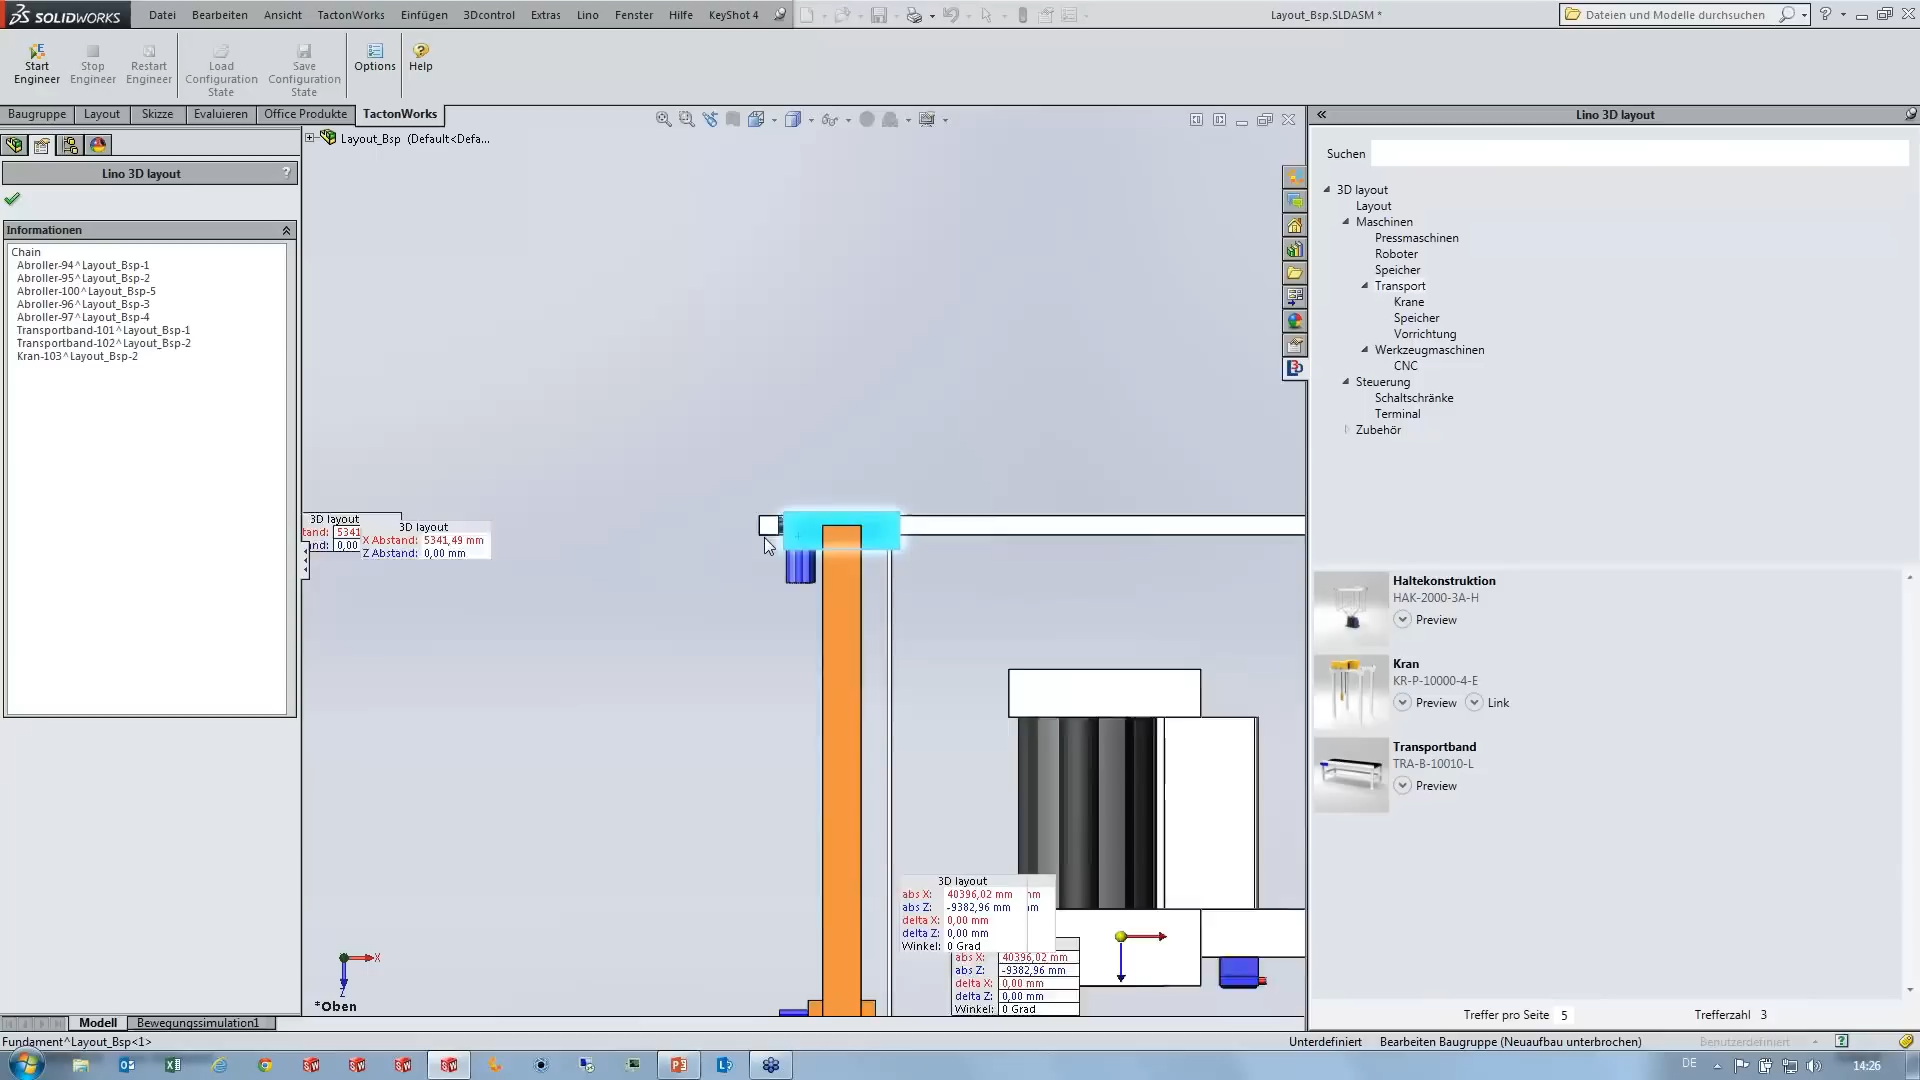 SOLIDWORKS Datei Bearbeiten Ansicht TactonWorks Einfügen 3Dcontrol Extras Lino Fenster Hilfe KeyShot 4 Layout_Bsp.SLDASM * Dateien und Modelle durchsuchen
Start Engineer
Stop Engineer
Restart Engineer
Load Configuration State
Save Configuration State
Options
Help
Baugruppe Layout Skizze Evaluieren Office Produkte TactonWorks
Layout_Bsp (Default<Defa...
Lino 3D layout ?
Informationen
Chain
Abroller-94^Layout_Bsp-1
Abroller-95^Layout_Bsp-2
Abroller-100^Layout_Bsp-5
Abroller-96^Layout_Bsp-3
Abroller-97^Layout_Bsp-4
Transportband-101^Layout_Bsp-1
Transportband-102^Layout_Bsp-2
Kran-103^Layout_Bsp-2
3D layout
tand: 5341
and: 0,00
3D layout
X Abstand: 5341,49 mm
Z Abstand: 0,00 mm
3D layout
abs X: 40396,02 mm
abs Z: -9382,96 mm
delta X: 0,00 mm
delta Z: 0,00 mm
Winkel: 0 Grad
abs X: 40396,02 mm
abs Z: -9382,96 mm
delta X: 0,00 mm
delta Z: 0,00 mm
Winkel: 0 Grad
X
Z
*Oben
Lino 3D layout
Suchen
3D layout
Layout
Maschinen
Pressmaschinen
Roboter
Speicher
Transport
Krane
Speicher
Vorrichtung
Werkzeugmaschinen
CNC
Steuerung
Schaltschränke
Terminal
Zubehör
Haltekonstruktion
HAK-2000-3A-H
Preview
Kran
KR-P-10000-4-E
Preview Link
Transportband
TRA-B-10010-L
Preview
Treffer pro Seite 5 Trefferzahl 3
Modell Bewegungssimulation1
Fundament^Layout_Bsp<1> Unterdefiniert Bearbeiten Baugruppe (Neuaufbau unterbrochen) Benutzerdefiniert
DE 14:26